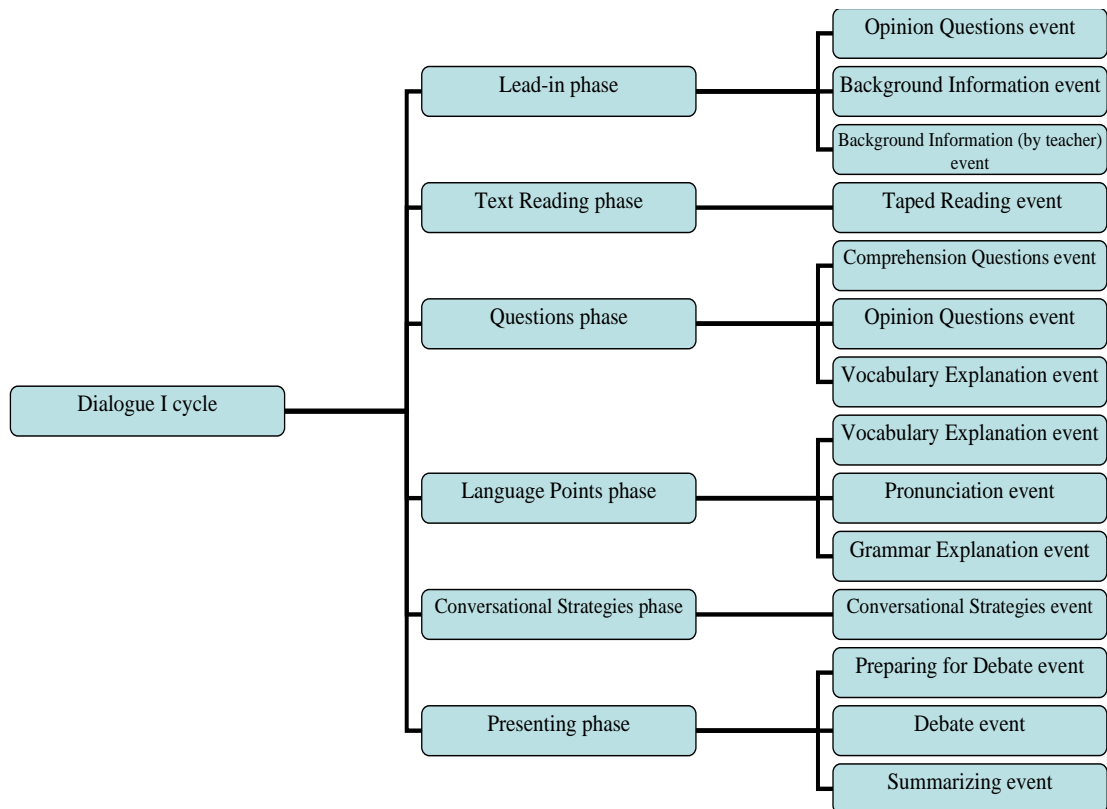 Opinion Questions event
Lead-in phase
Background Information event
Background Information (by teacher)
event
Text Reading phase
Taped Reading event
Comprehension Questions event
Questions phase
Opinion Questions event
Vocabulary Explanation event
Dialogue I cycle
Vocabulary Explanation event
Language Points phase
Pronunciation event
Grammar Explanation event
Conversational Strategies phase
Conversational Strategies event
Preparing for Debate event
Presenting phase
Debate event
Summarizing event